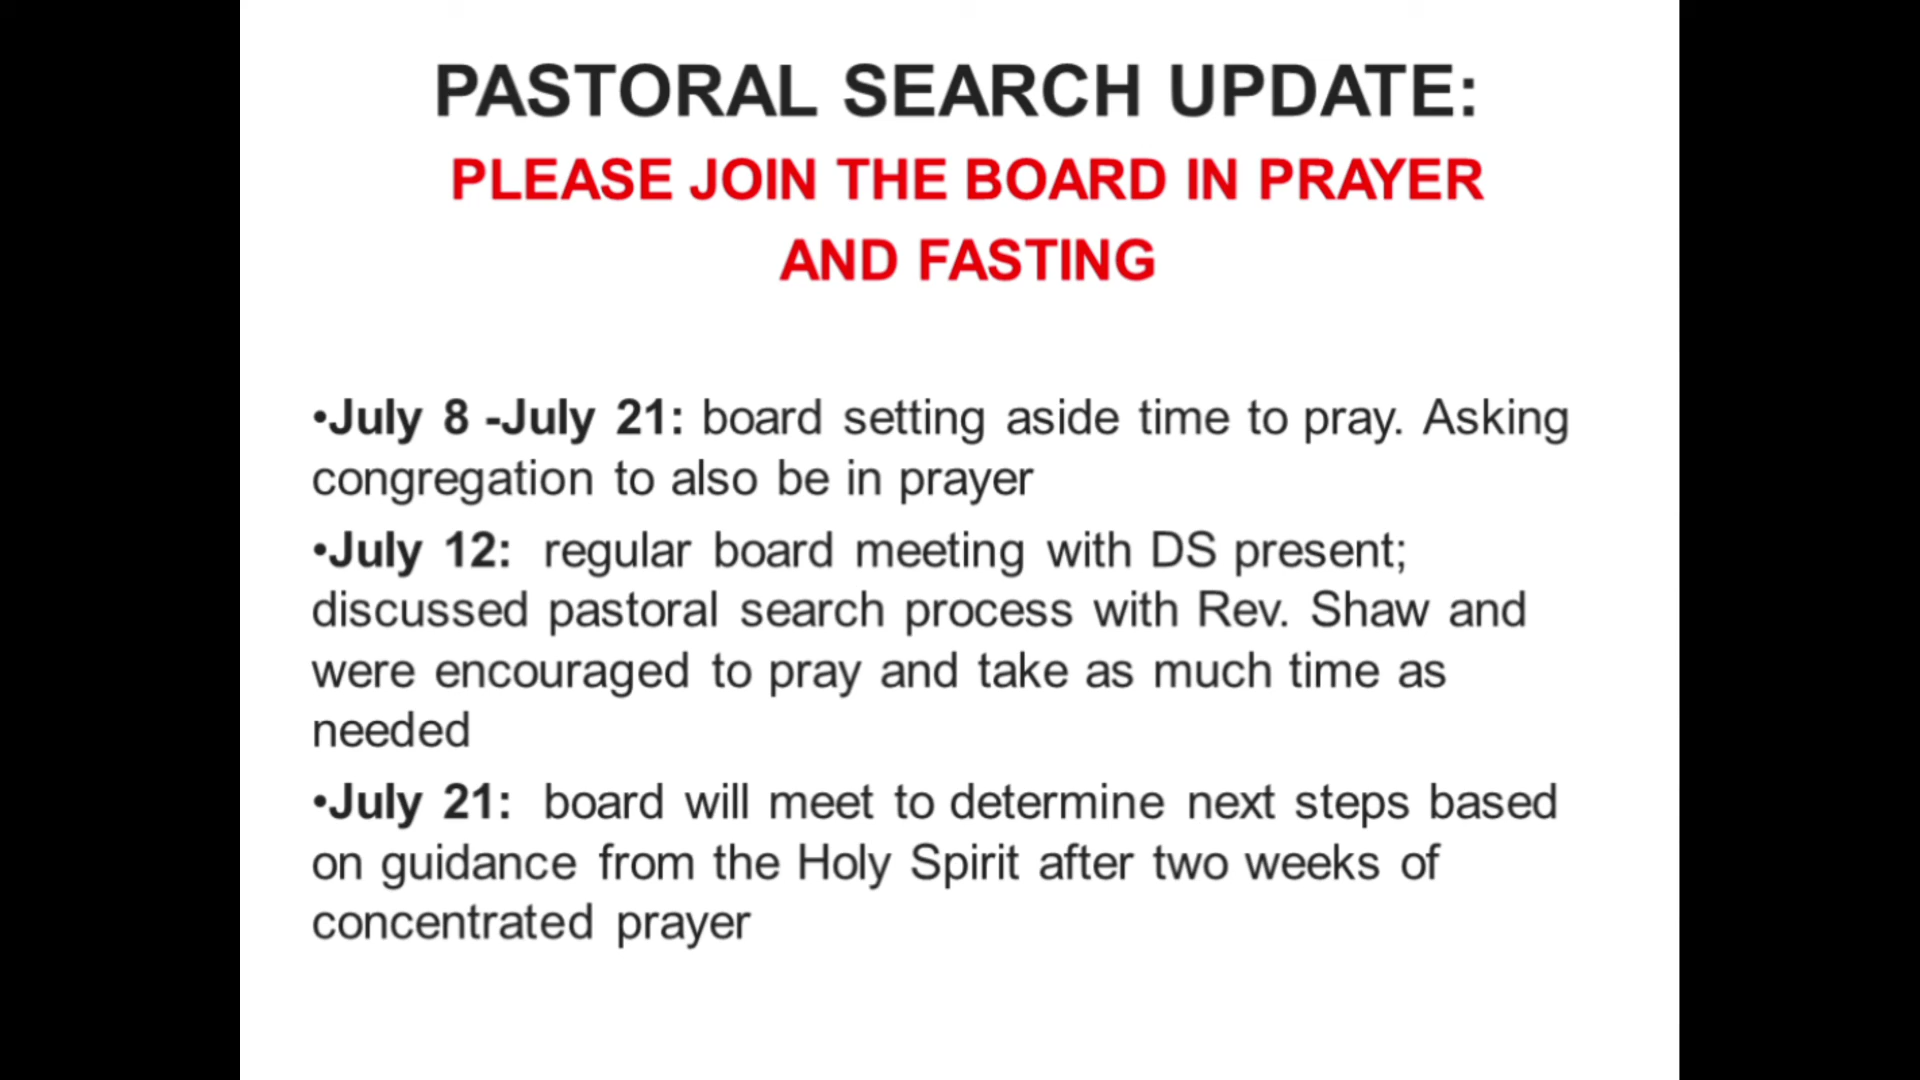 PASTORAL SEARCH UPDATE:
PLEASE JOIN THE BOARD IN PRAYER
AND FASTING
•July 8 -July 21: board setting aside time to pray. Asking
congregation to also be in prayer
•July 12: regular board meeting with DS present;
discussed pastoral search process with Rev. Shaw and
were encouraged to pray and take as much time as
needed
•July 21: board will meet to determine next steps based
on guidance from the Holy Spirit after two weeks of
concentrated prayer